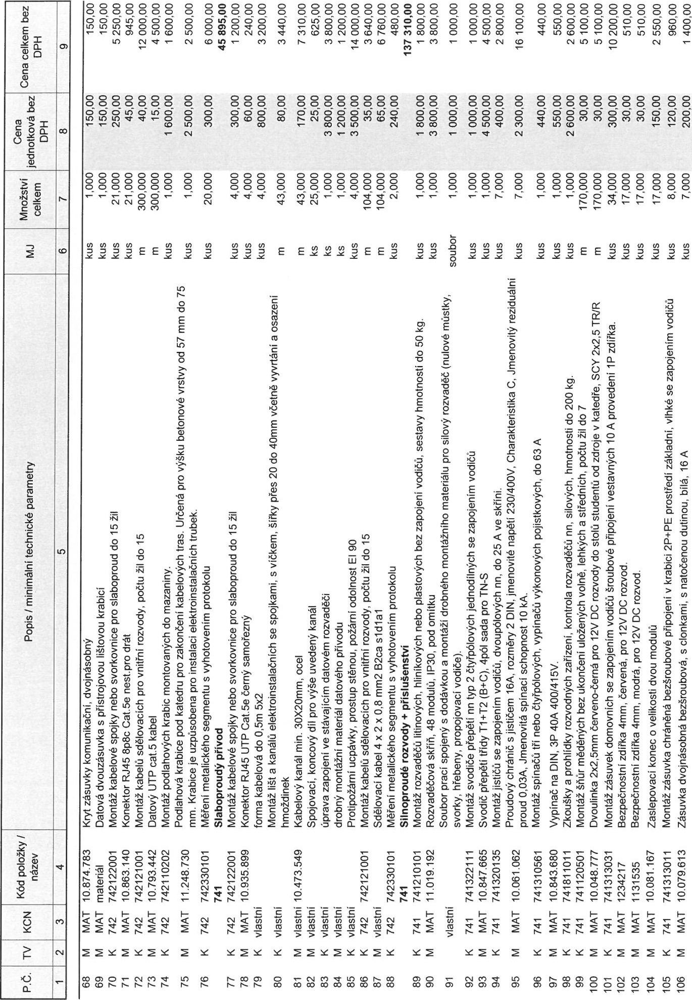 P.Č. TV KCN Kód položky / název Popis / minimální technické parametry MJ Množství celkem Cena jednotková bez DPH Cena celkem bez DPH
1 2 3 4 5 6 7 8 9
68 M MAT 10.874.783 Kryt zásuvky komunikační, dvojnásobný kus 1,000 150,00 150,00
69 M MAT materiál Datová dvouzásuvka s přístrojovou lištovou krabicí kus 1,000 150,00 150,00
70 K 742 742122001 Montáž kabelové spojky nebo svorkovnice pro slaboproud do 15 žil kus 21,000 250,00 5 250,00
71 M MAT 10.863.140 Konektor RJ45 8p8c Cat.5e nest.pro drát kus 21,000 45,00 945,00
72 K 742 742121001 Montáž kabelů sdělovacích pro vnitřní rozvody, počtu žil do 15 m 300,000 40,00 12 000,00
73 M MAT 10.793.442 Datový UTP cat.5 kabel m 300,000 15,00 4 500,00
74 K 742 742110202 Montáž podlahových krabic montovaných do mazaniny. kus 1,000 1 600,00 1 600,00
75 M MAT 11.248.730 Podlahová krabice pod katedru pro zakončení kabelových tras. Určená pro výšku betonové vrstvy od 57 mm do 75 kus 1,000 2 500,00 2 500,00
mm. Krabice je uzpůsobena pro instalaci elektroinstalačních trubek.
76 K 742 742330101 Měření metalického segmentu s vyhotovením protokolu kus 20,000 300,00 6 000,00
741 Slaboproudý přívod 45 895,00
77 K 742 742122001 Montáž kabelové spojky nebo svorkovnice pro slaboproud do 15 žil kus 4,000 300,00 1 200,00
78 M MAT 10.935.899 Konektor RJ45 UTP Cat.5e černý samořezný kus 4,000 60,00 240,00
79 K vlastní forma kabelová do 0,5m 5x2 kus 4,000 800,00 3 200,00
80 K vlastní Montáž lišt a kanálů elektroinstalačních se spojkami, s víčkem, šířky přes 20 do 40mm včetně vyvrtání a osazení m 43,000 80,00 3 440,00
hmoždinek
81 M vlastní 10.473.549 Kabelový kanál min. 30X20mm, ocel m 43,000 170,00 7 310,00
82 M vlastní Spojovací, koncový díl pro výše uvedený kanál ks 25,000 25,00 625,00
83 K vlastní úprava zapojení ve stávajícím datovém rozvaděči ks 1,000 3 800,00 3 800,00
84 M vlastní drobný montážní materiál datového přívodu ks 1,000 1 200,00 1 200,00
85 K vlastní Protipožární ucpávky, prostup stěnou, požární odolnost EI 90 kus 4,000 3 500,00 14 000,00
86 K 742 742121001 Montáž kabelů sdělovacích pro vnitřní rozvody, počtu žil do 15 m 104,000 35,00 3 640,00
87 M vlastní Sdělovací kabel 4 x 2 x 0,8 mm2 B2ca s1d1a1 m 104,000 65,00 6 760,00
88 K 742 742330101 Měření metalického segmentu s vyhotovením protokolu kus 2,000 240,00 480,00
741 Silnoproudé rozvody + příslušenství 137 310,00
89 K 741 741210101 Montáž rozvaděčů litinových, hliníkových nebo plastových bez zapojení vodičů, sestavy hmotnosti do 50 kg. kus 1,000 1 800,00 1 800,00
90 M MAT 11.019.192 Rozvaděčová skříň, 48 modulů, IP30, pod omítku kus 1,000 3 800,00 3 800,00
91 vlastní Soubor prací spojený s dodávkou a montáží drobného montážního materiálu pro silový rozvaděč (nulové můstky, soubor 1,000 1 000,00 1 000,00
svorky, hřebeny, propojovací vodiče).
92 K 741 741322111 Montáž svodiče přepětí nn typ 2 čtyřpólových jednodílných se zapojením vodičů kus 1,000 1 000,00 1 000,00
93 M MAT 10.847.665 Svodič přepětí třídy T1+T2 (B+C), 4pól sada pro TN-S kus 1,000 4 500,00 4 500,00
94 K 741 741320135 Montáž jističů se zapojením vodičů, dvoupólových nn, do 25 A ve skříni. kus 7,000 400,00 2 800,00
95 M MAT 10.061.062 Proudový chránič s jističem 16A, rozměry 2 DIN, jmenovité napětí 230/400V, Charakteristika C, Jmenovitý reziduální kus 7,000 2 300,00 16 100,00
proud 0,03A, Jmenovitá spínací schopnost 10 kA.
96 K 741 741310561 Montáž spínačů tří nebo čtyřpólových, vypínačů výkonových pojistkových, do 63 A kus 1,000 440,00 440,00
97 M MAT 10.843.680 Vypínač na DIN, 3P 40A 400/415V. kus 1,000 550,00 550,00
98 K 741 741811011 Zkoušky a prohlídky rozvodných zařízení, kontrola rozvaděčů nn, silových, hmotnosti do 200 kg. kus 1,000 2 600,00 2 600,00
99 K 741 741120501 Montáž šňůr měděných bez ukončení uložených volně, lehkých a středních, počtu žil do 7 m 170,000 30,00 5 100,00
100 M MAT 10.048.777 Dvoulinka 2x2,5mm červeno-černá pro 12V DC rozvody do stolů studentů od zdroje v katedře, SCY 2x2,5 TR/R m 170,000 30,00 5 100,00
101 K 741 741313031 Montáž zásuvek domovních se zapojením vodičů šroubové připojení vestavných 10 A provedení 1P zdířka. kus 34,000 300,00 10 200,00
102 M MAT 1234217 Bezpečnostní zdířka 4mm, červená, pro 12V DC rozvod. kus 17,000 30,00 510,00
103 M MAT 1131535 Bezpečnostní zdířka 4mm, modrá, pro 12V DC rozvod. kus 17,000 30,00 510,00
104 M MAT 10.081.167 Zaslepovací konec o velikosti dvou modulů kus 17,000 150,00 2 550,00
105 K 741 741313011 Montáž zásuvka chráněná bezšroubové připojení v krabici 2P+PE prostředí základní, vlhké se zapojením vodičů kus 8,000 120,00 960,00
106 M MAT 10.079.613 Zásuvka dvojnásobná bezšroubová, s clonkami, s natočenou dutinou, bílá, 16 A kus 7,000 200,00 1 400,00